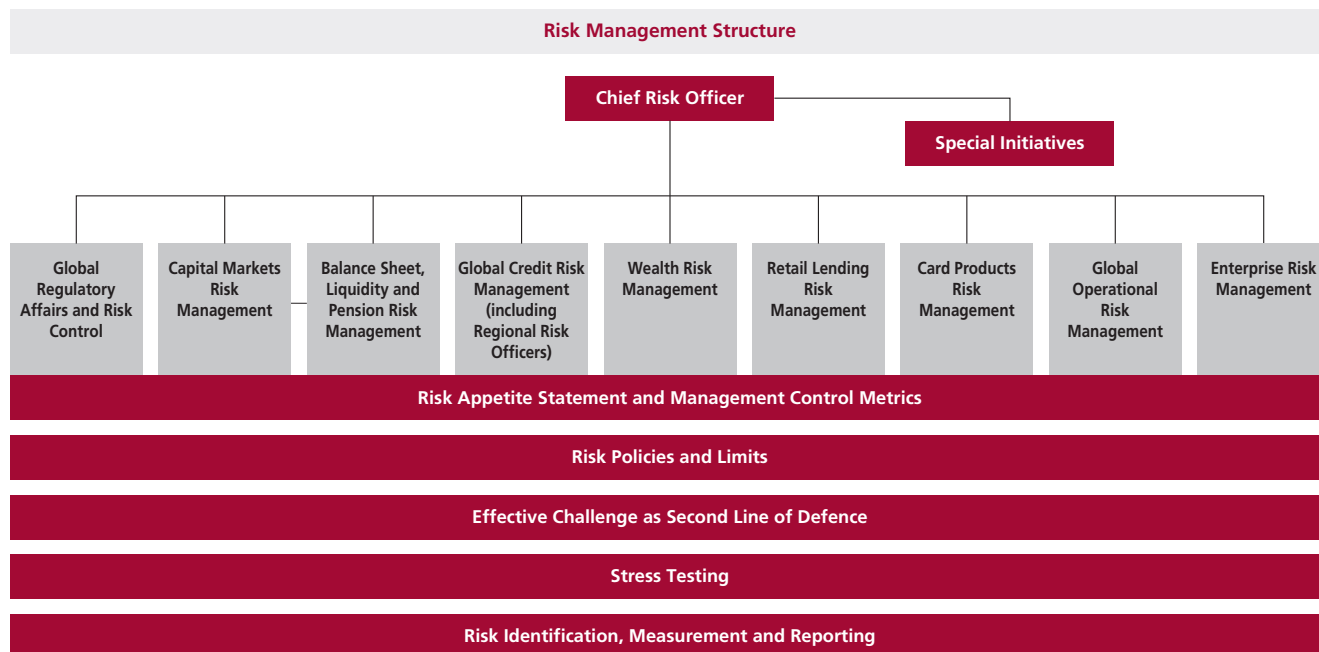 Risk Management Structure
Chief Risk Officer
Special Initiatives
Global
Regulatory
Affairs and Risk
Control
Capital Markets
Risk
Management
Balance Sheet,
Liquidity and
Pension Risk
Management
Global Credit Risk
Management
(including
Regional Risk
Officers)
Wealth Risk
Management
Retail Lending
Risk
Management
Card Products
Risk
Management
Global
Operational
Risk
Management
Enterprise Risk
Management
Risk Appetite Statement and Management Control Metrics
Risk Policies and Limits
Effective Challenge as Second Line of Defence
Stress Testing
Risk Identification, Measurement and Reporting